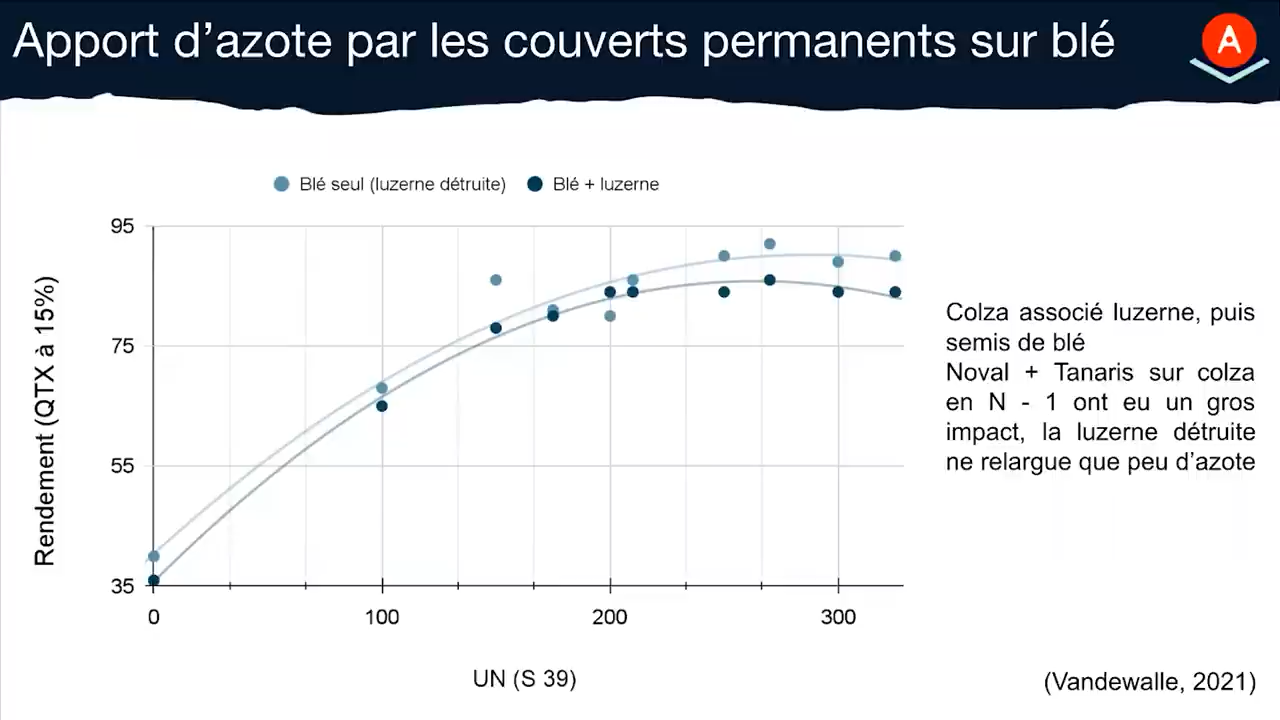 Apport d’azote par les couverts permanents sur blé
A
Blé seul (luzerne détruite)
Blé + luzerne
95
75
55
35
Rendement (QTX à 15%)
0
100
200
300
UN (S 39)
Colza associé luzerne, puis
semis de blé
Noval + Tanaris sur colza
en N - 1 ont eu un gros
impact, la luzerne détruite
ne relargue que peu d’azote
(Vandewalle, 2021)